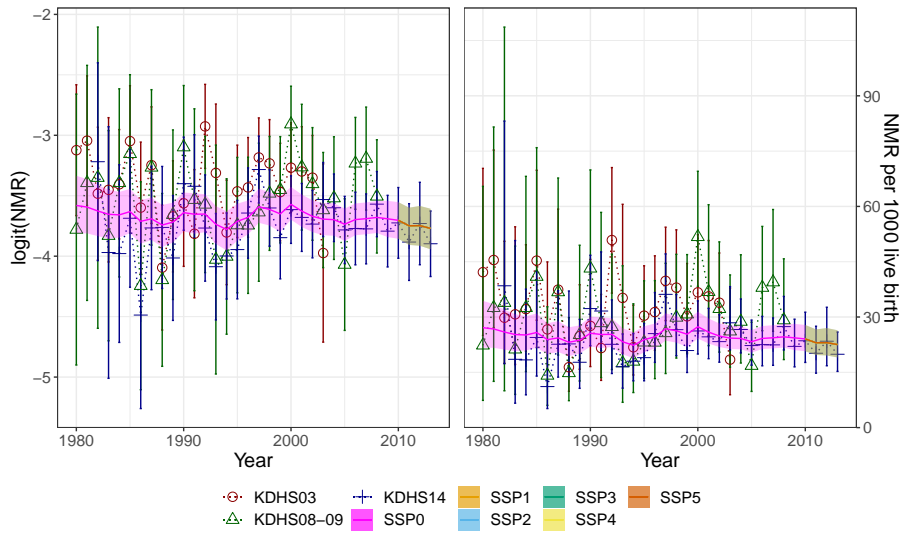 −2
−3
−4
−5
logit(NMR)
1980 1990 2000 2010
Year
90
60
30
0
NMR per 1000 live birth
1980 1990 2000 2010
Year
KDHS03 KDHS14 SSP1 SSP3 SSP5
KDHS08−09 SSP0 SSP2 SSP4